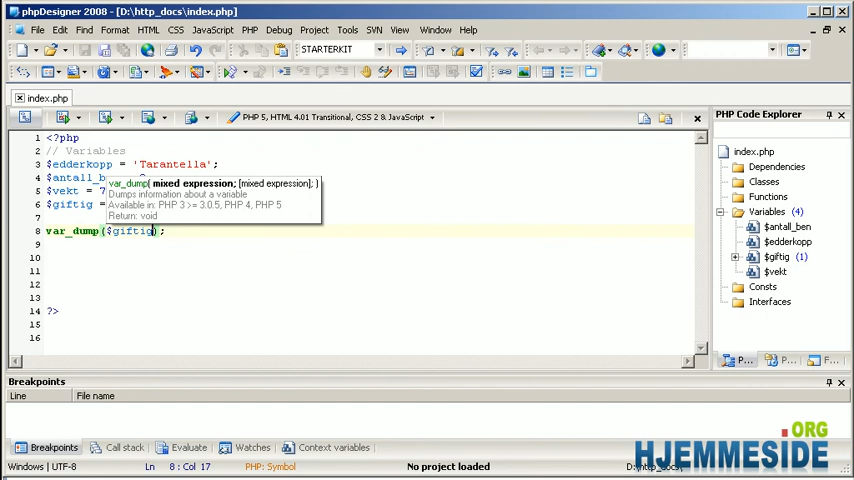 phpDesigner 2008 - [D:\http_docs\index.php]
File Edit Find Format HTML CSS JavaScript PHP Debug Project Tools SVN View Window Help
STARTERKIT
index.php
PHP 5, HTML 4.01 Transitional, CSS 2 & JavaScript
1 <?php
2 // Variables
3 $edderkopp = 'Tarantella';
4 $antall_b
5 $vekt = 7
6 $giftig =
var_dump( mixed expression; [mixed expression]; )
Dumps information about a variable
Available in: PHP 3 >= 3.0.5, PHP 4, PHP 5
Return: void
7
8 var_dump($giftig);
9
10
11
12
13
14 ?>
15
16
PHP Code Explorer
index.php
Dependencies
Classes
Functions
Variables (4)
$antall_ben
$edderkopp
$giftig (1)
$vekt
Consts
Interfaces
P... P... F...
Breakpoints
Line File name
Breakpoints Call stack Evaluate Watches Context variables
.ORG
HJEMMESIDE
Windows | UTF-8 Ln 8 : Col 17 PHP: Symbol No project loaded D:\http_docs\